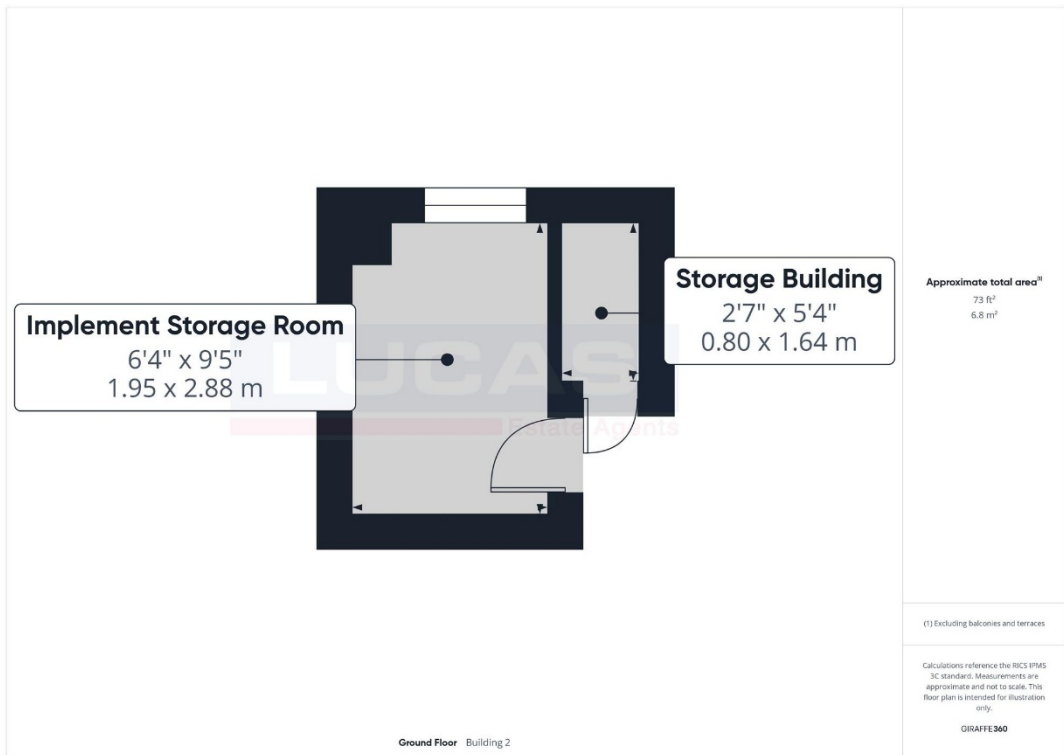 Implement Storage Room
6'4" x 9'5"
1.95 x 2.88 m
Storage Building
2'7" x 5'4"
0.80 x 1.64 m
LUCAS
Estate Agents
Ground Floor Building 2
Approximate total area(1)
73 ft²
6.8 m²
(1) Excluding balconies and terraces
Calculations reference the RICS IPMS
3C standard. Measurements are
approximate and not to scale. This
floor plan is intended for illustration
only.
GIRAFFE360